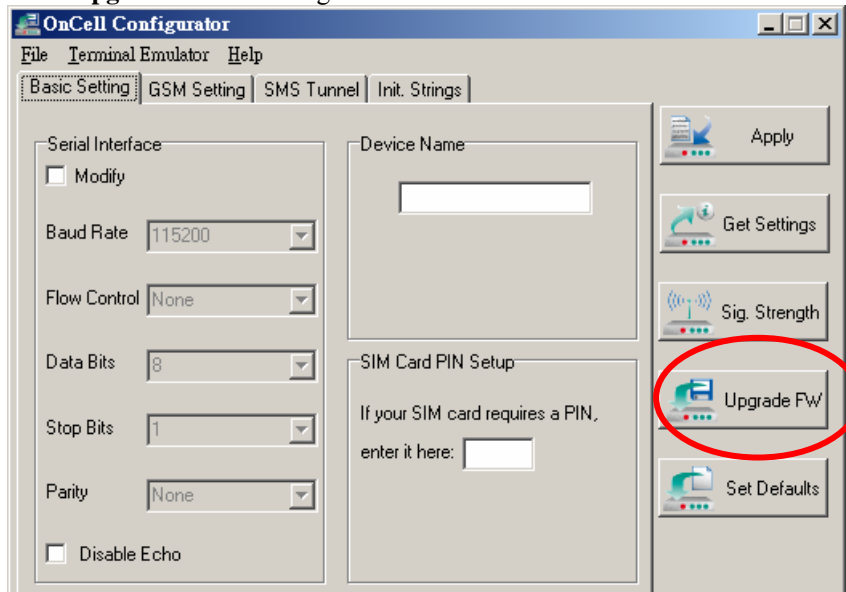 OnCell Configurator
File Terminal Emulator Help
Basic Setting GSM Setting SMS Tunnel Init. Strings
Serial Interface
Modify
Baud Rate 115200
Flow Control None
Data Bits 8
Stop Bits 1
Parity None
Disable Echo
Device Name
SIM Card PIN Setup
If your SIM card requires a PIN,
enter it here:
Apply
Get Settings
Sig. Strength
Upgrade FW
Set Defaults